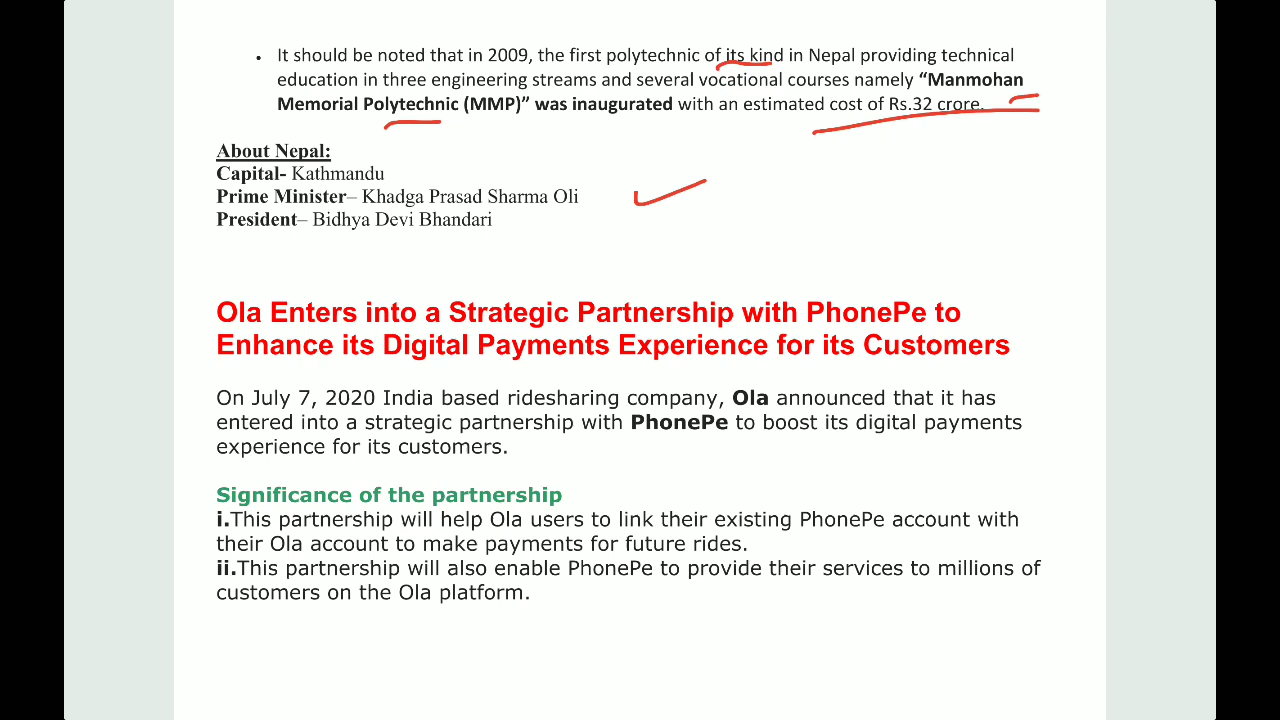 • It should be noted that in 2009, the first polytechnic of its kind in Nepal providing technical
education in three engineering streams and several vocational courses namely “Manmohan
Memorial Polytechnic (MMP)” was inaugurated with an estimated cost of Rs.32 crore.
About Nepal:
Capital- Kathmandu
Prime Minister– Khadga Prasad Sharma Oli
President– Bidhya Devi Bhandari
Ola Enters into a Strategic Partnership with PhonePe to
Enhance its Digital Payments Experience for its Customers
On July 7, 2020 India based ridesharing company, Ola announced that it has
entered into a strategic partnership with PhonePe to boost its digital payments
experience for its customers.
Significance of the partnership
i.This partnership will help Ola users to link their existing PhonePe account with
their Ola account to make payments for future rides.
ii.This partnership will also enable PhonePe to provide their services to millions of
customers on the Ola platform.